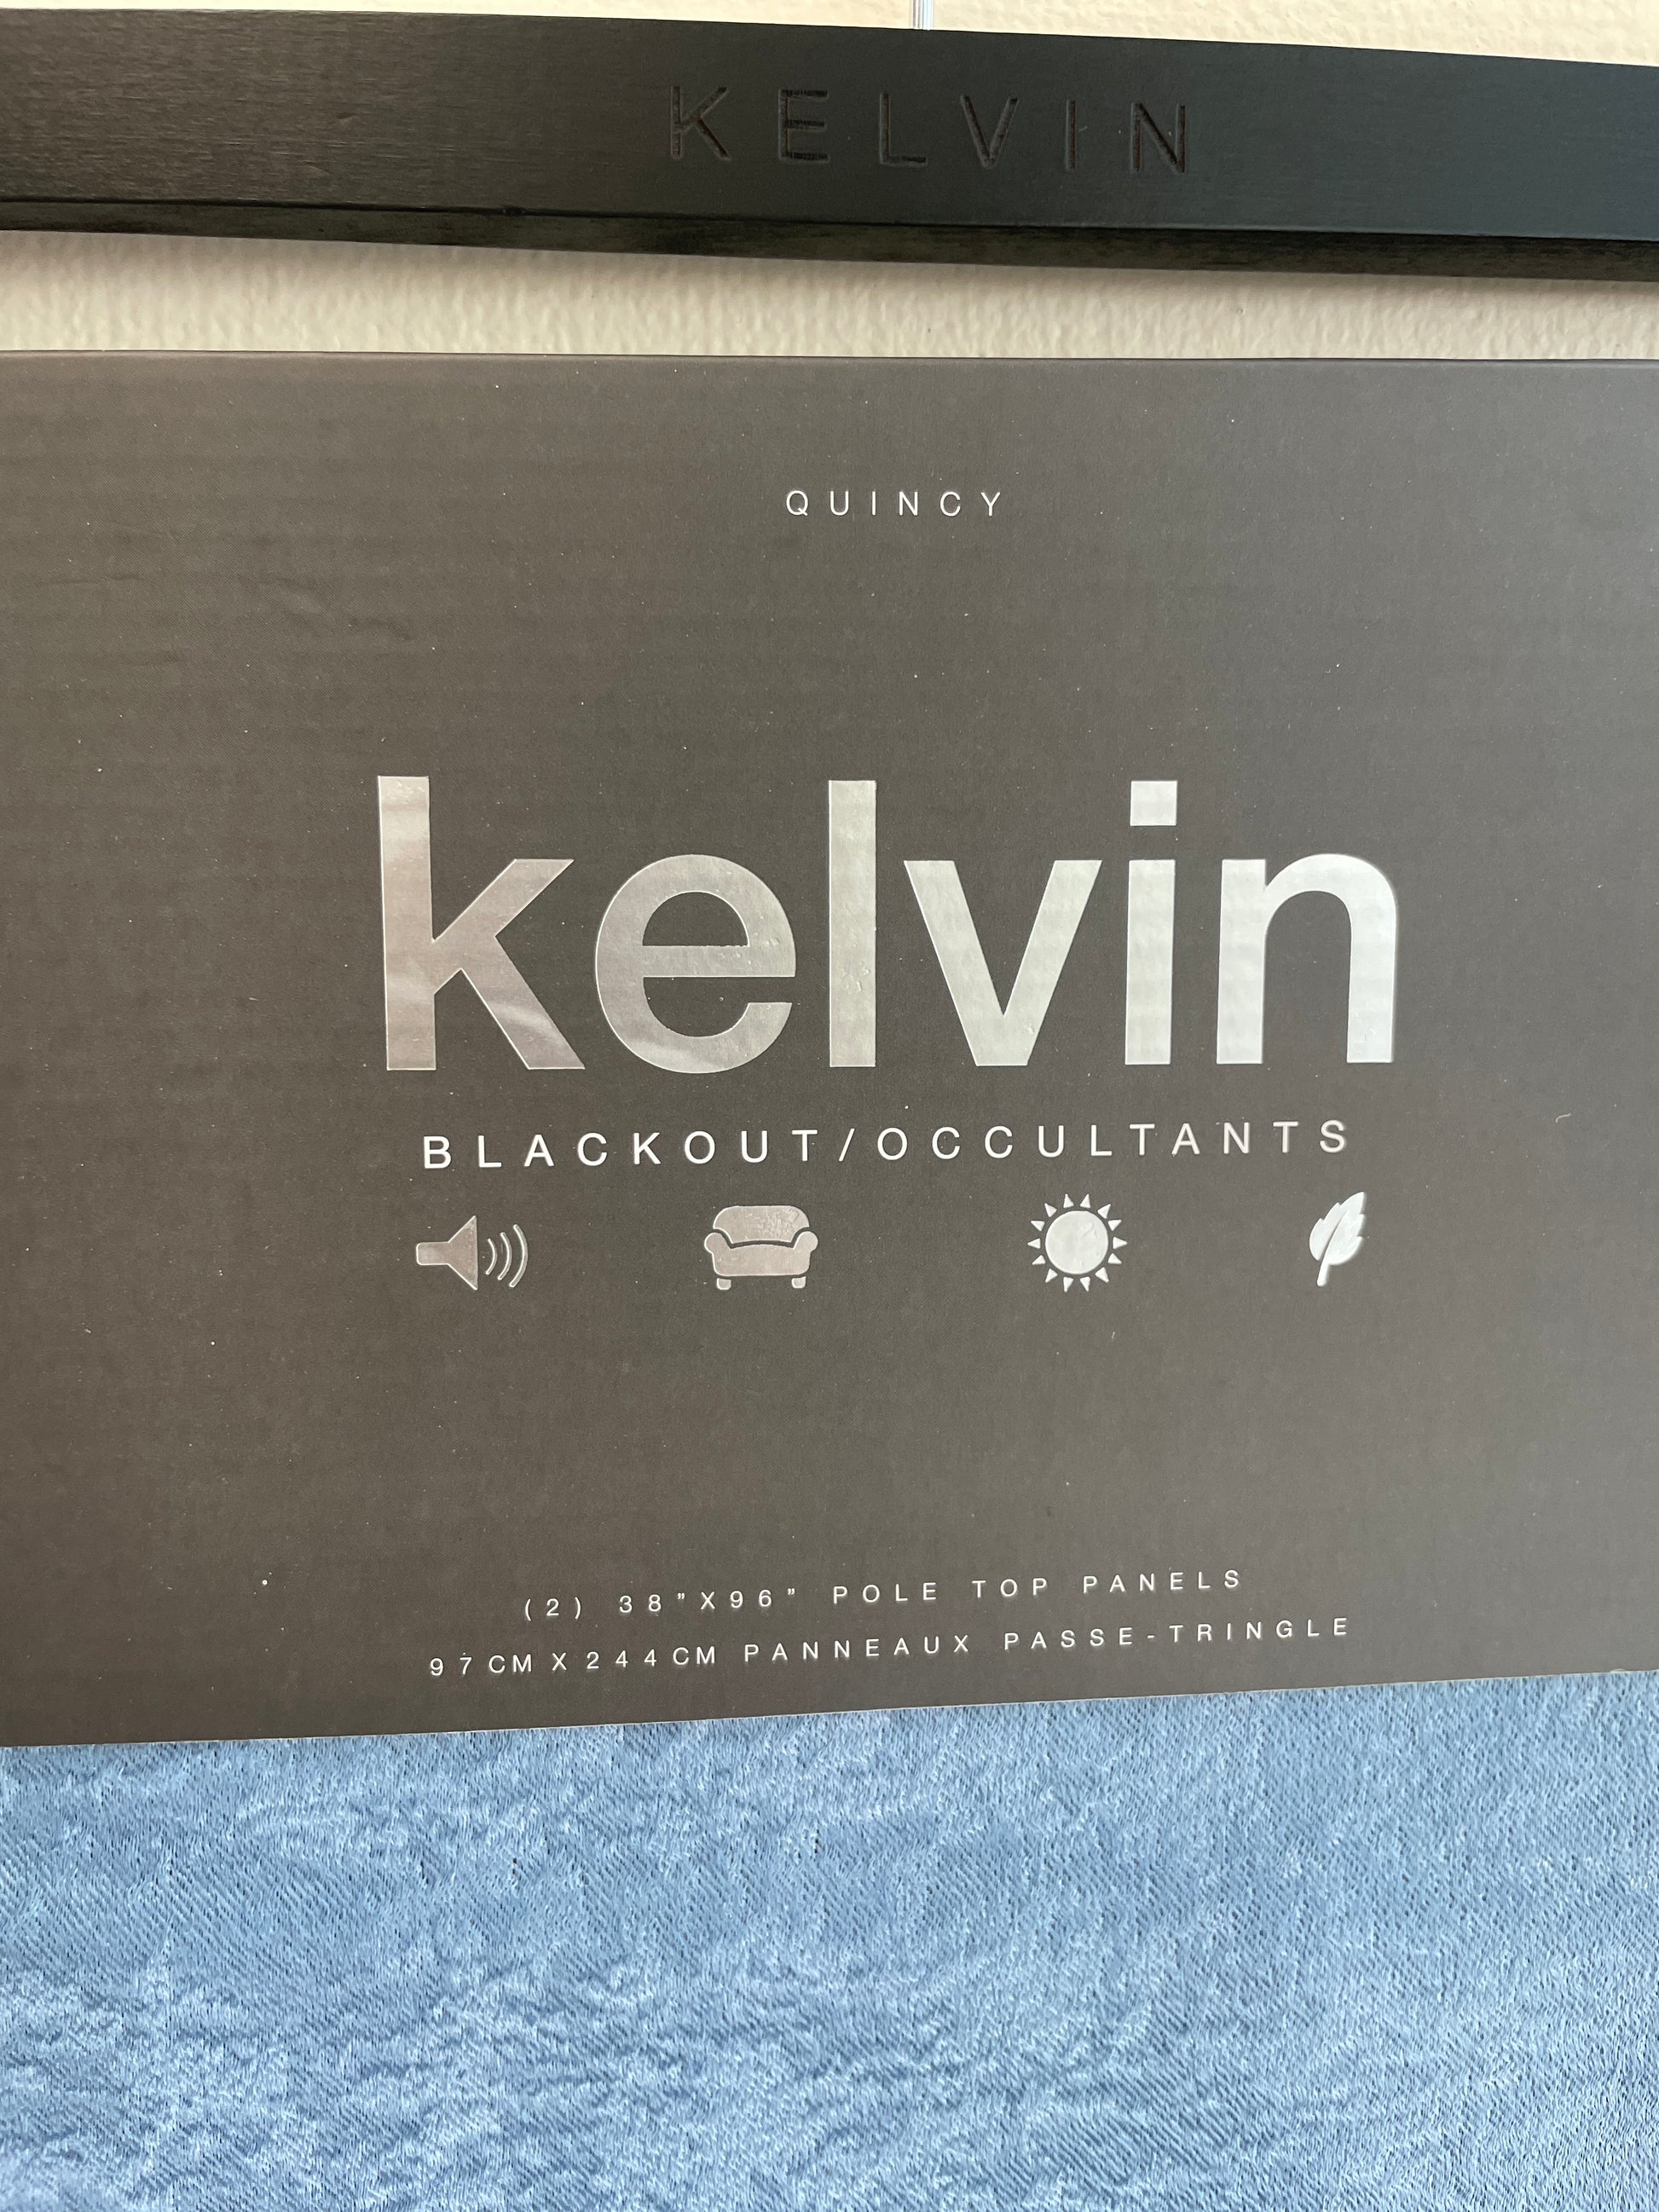 KELVIN
QUINCY
kelvin
BLACKOUT/OCCULTANTS
(2) 38"X96" POLE TOP PANELS
97CM X 244CM PANNEAUX PASSE-TRINGLE